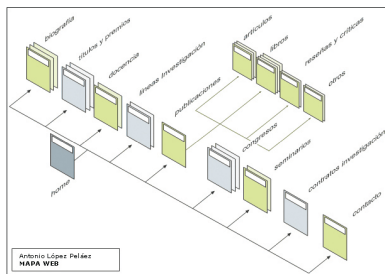 biografía
títulos y premios
docencia
líneas investigación
publicaciones
artículos
libros
reseñas y críticas
otros
congresos
seminarios
contratos investigación
contacto
home
Antonio López Peláez
MAPA WEB